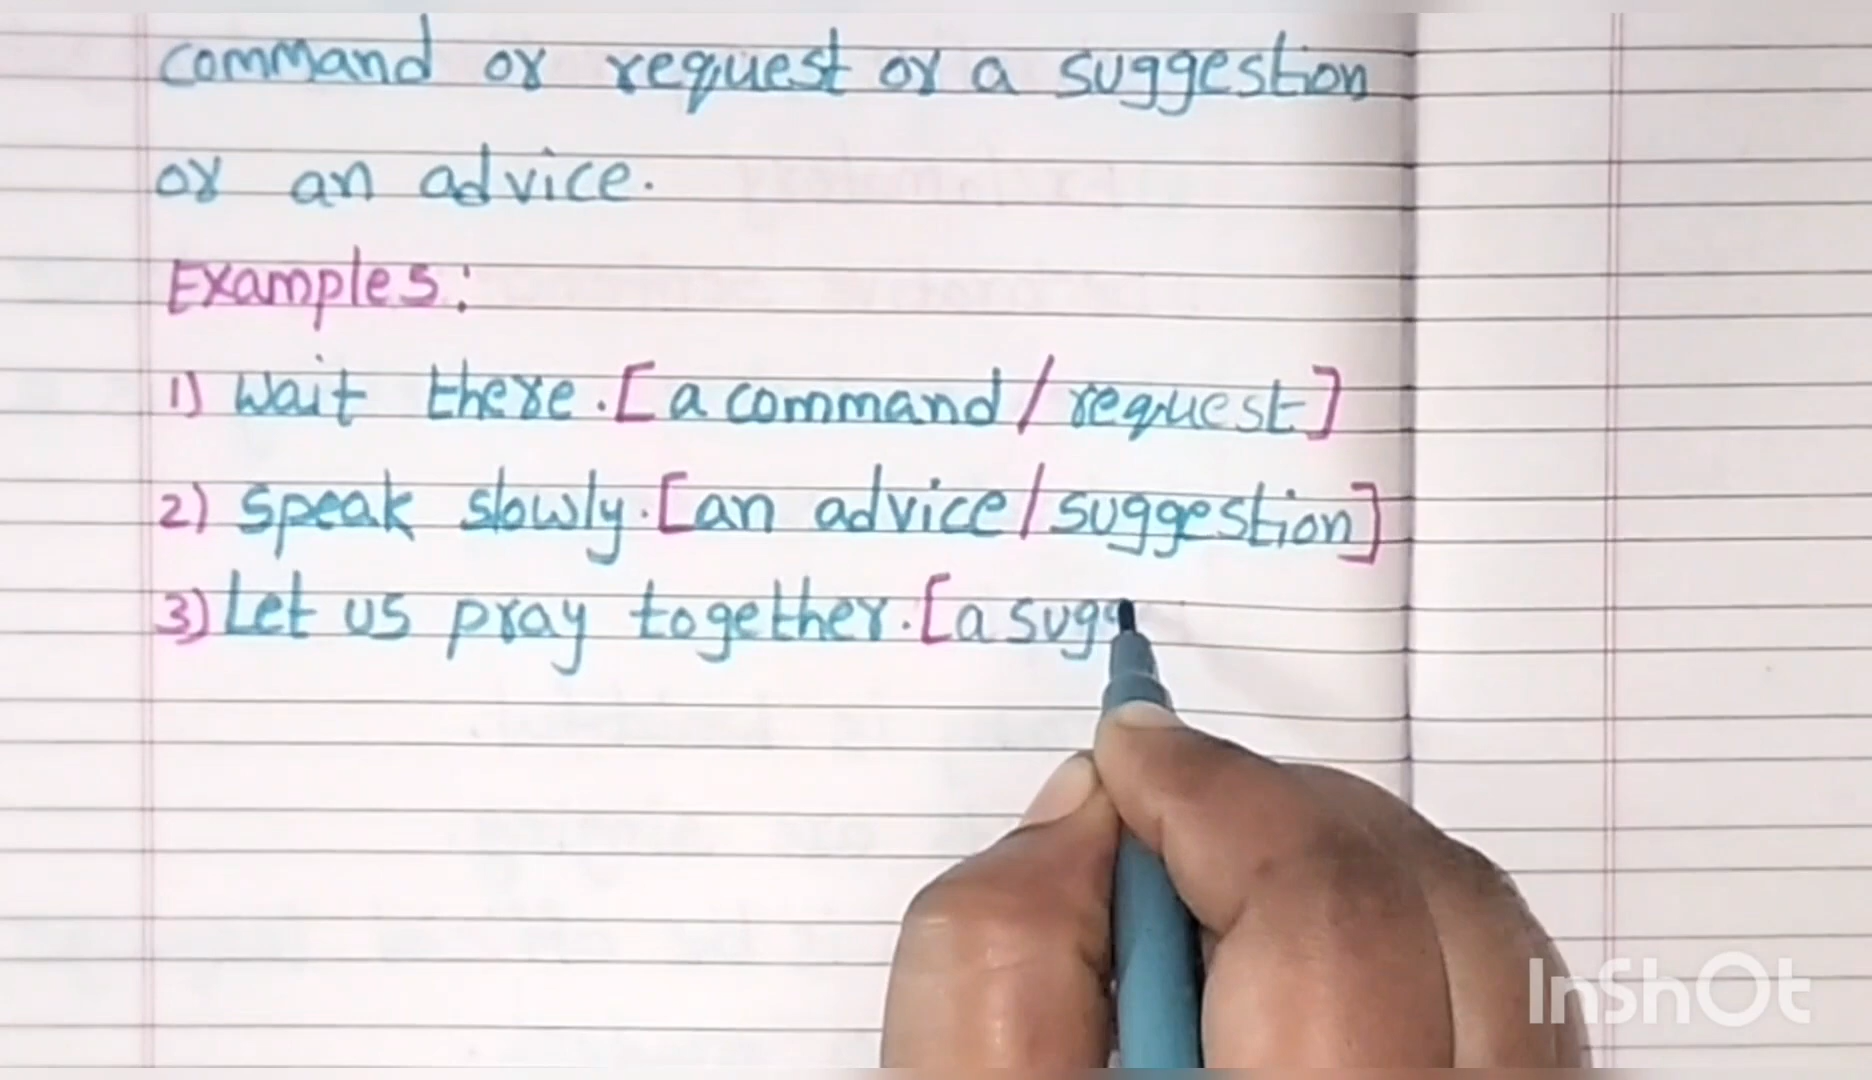 command or request or a suggestion
or an advice.
Examples:
1) Wait there. [a command/request]
2) Speak slowly. [an advice/suggestion]
3) Let us pray together. [a sugg
InShOt